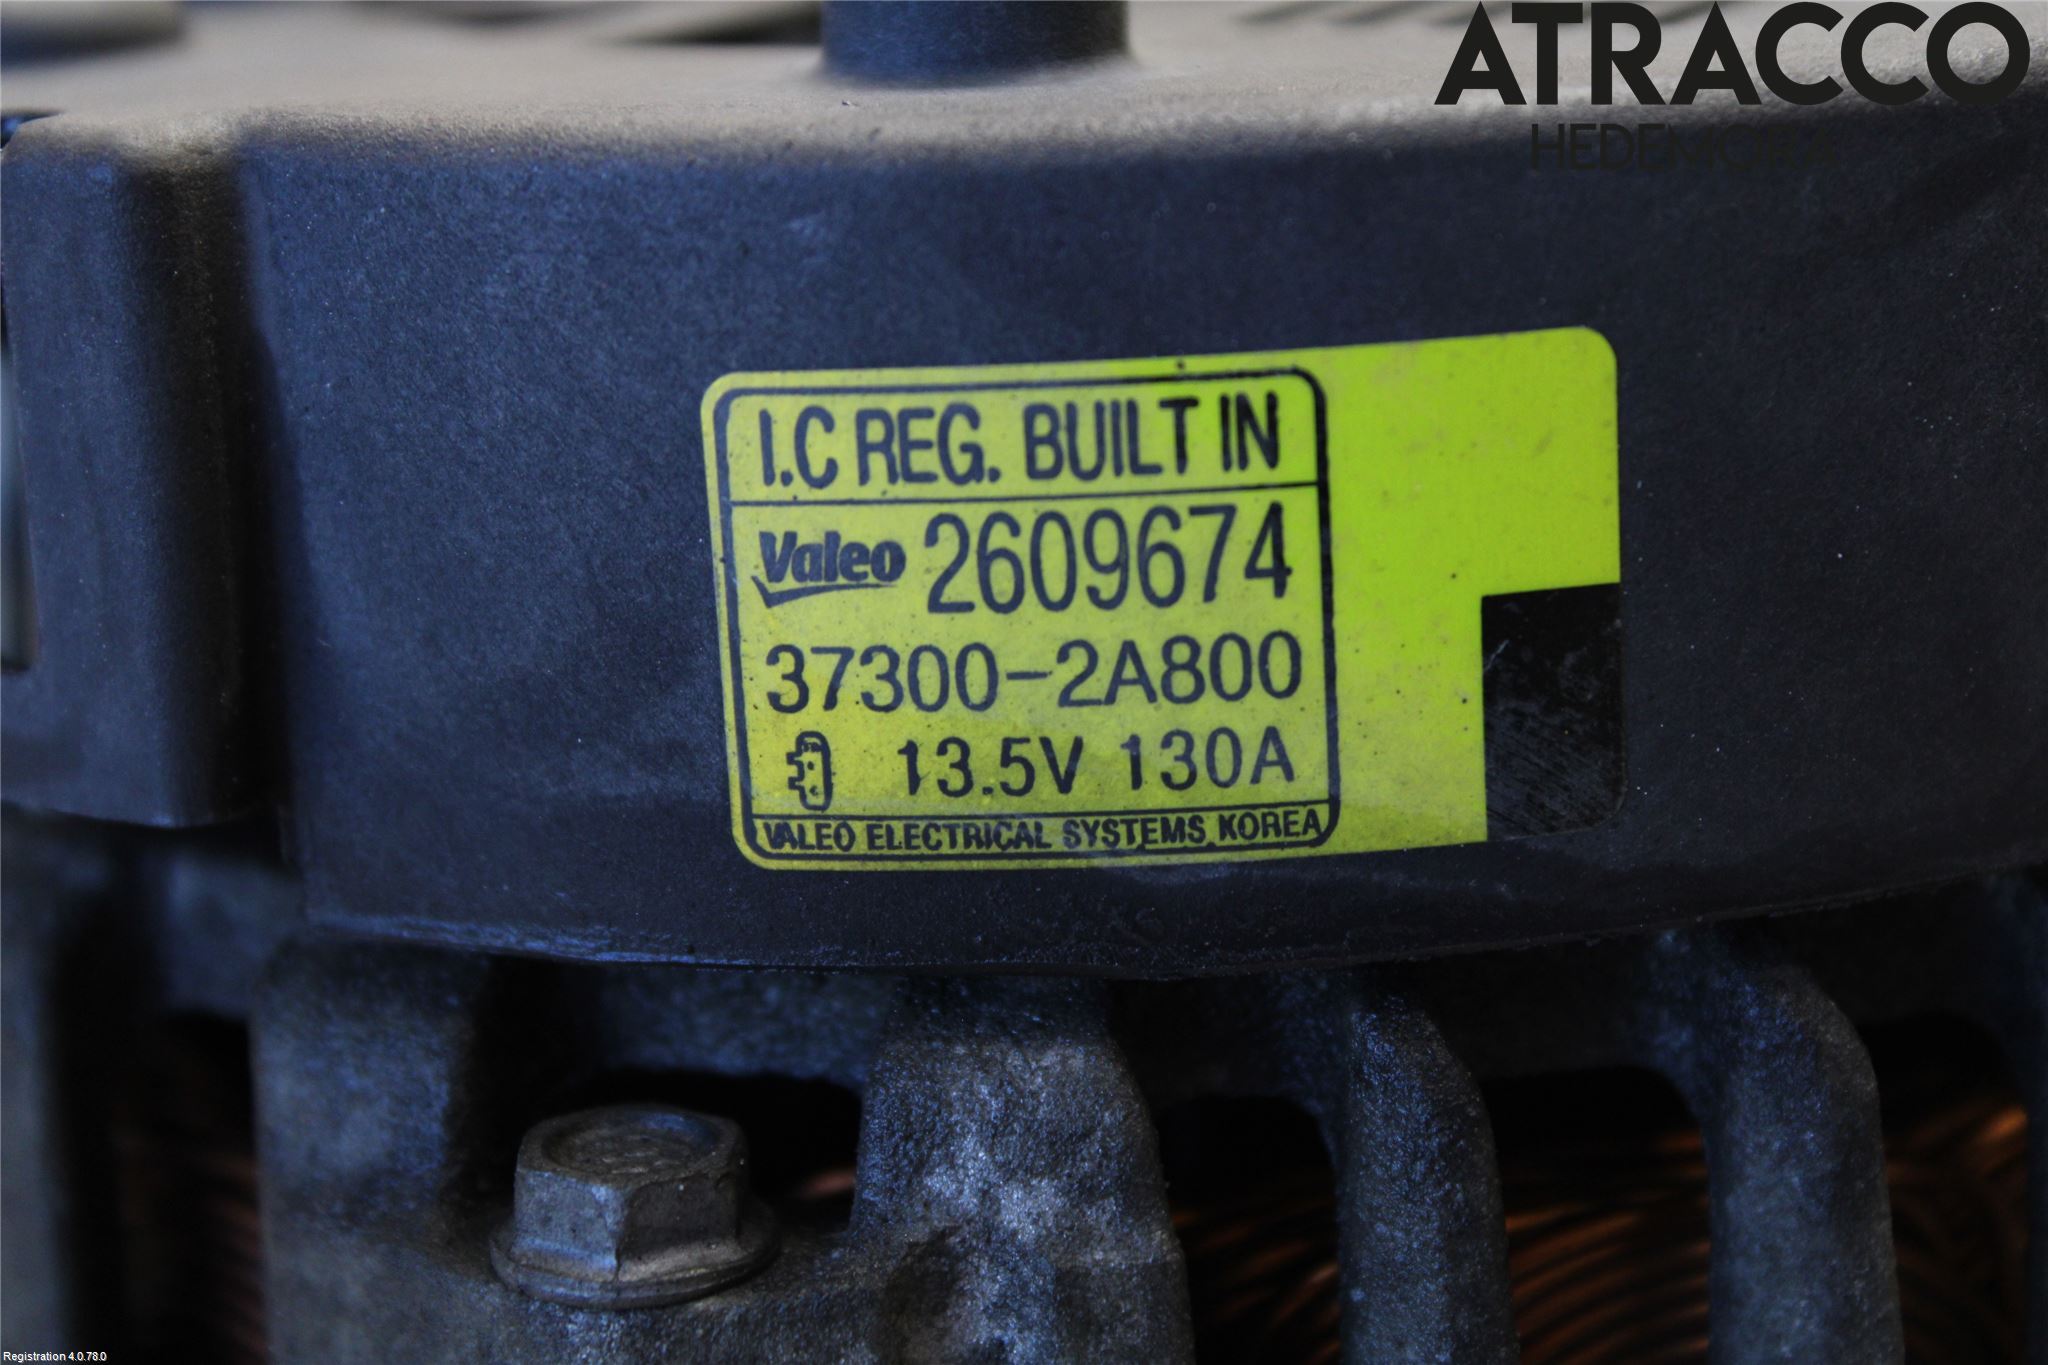 ATRACCO
HEDEMORA
I.C REG. BUILT IN
Valeo 2609674
37300-2A800
13.5V 130A
VALEO ELECTRICAL SYSTEMS KOREA
Registration 4.0.78.0